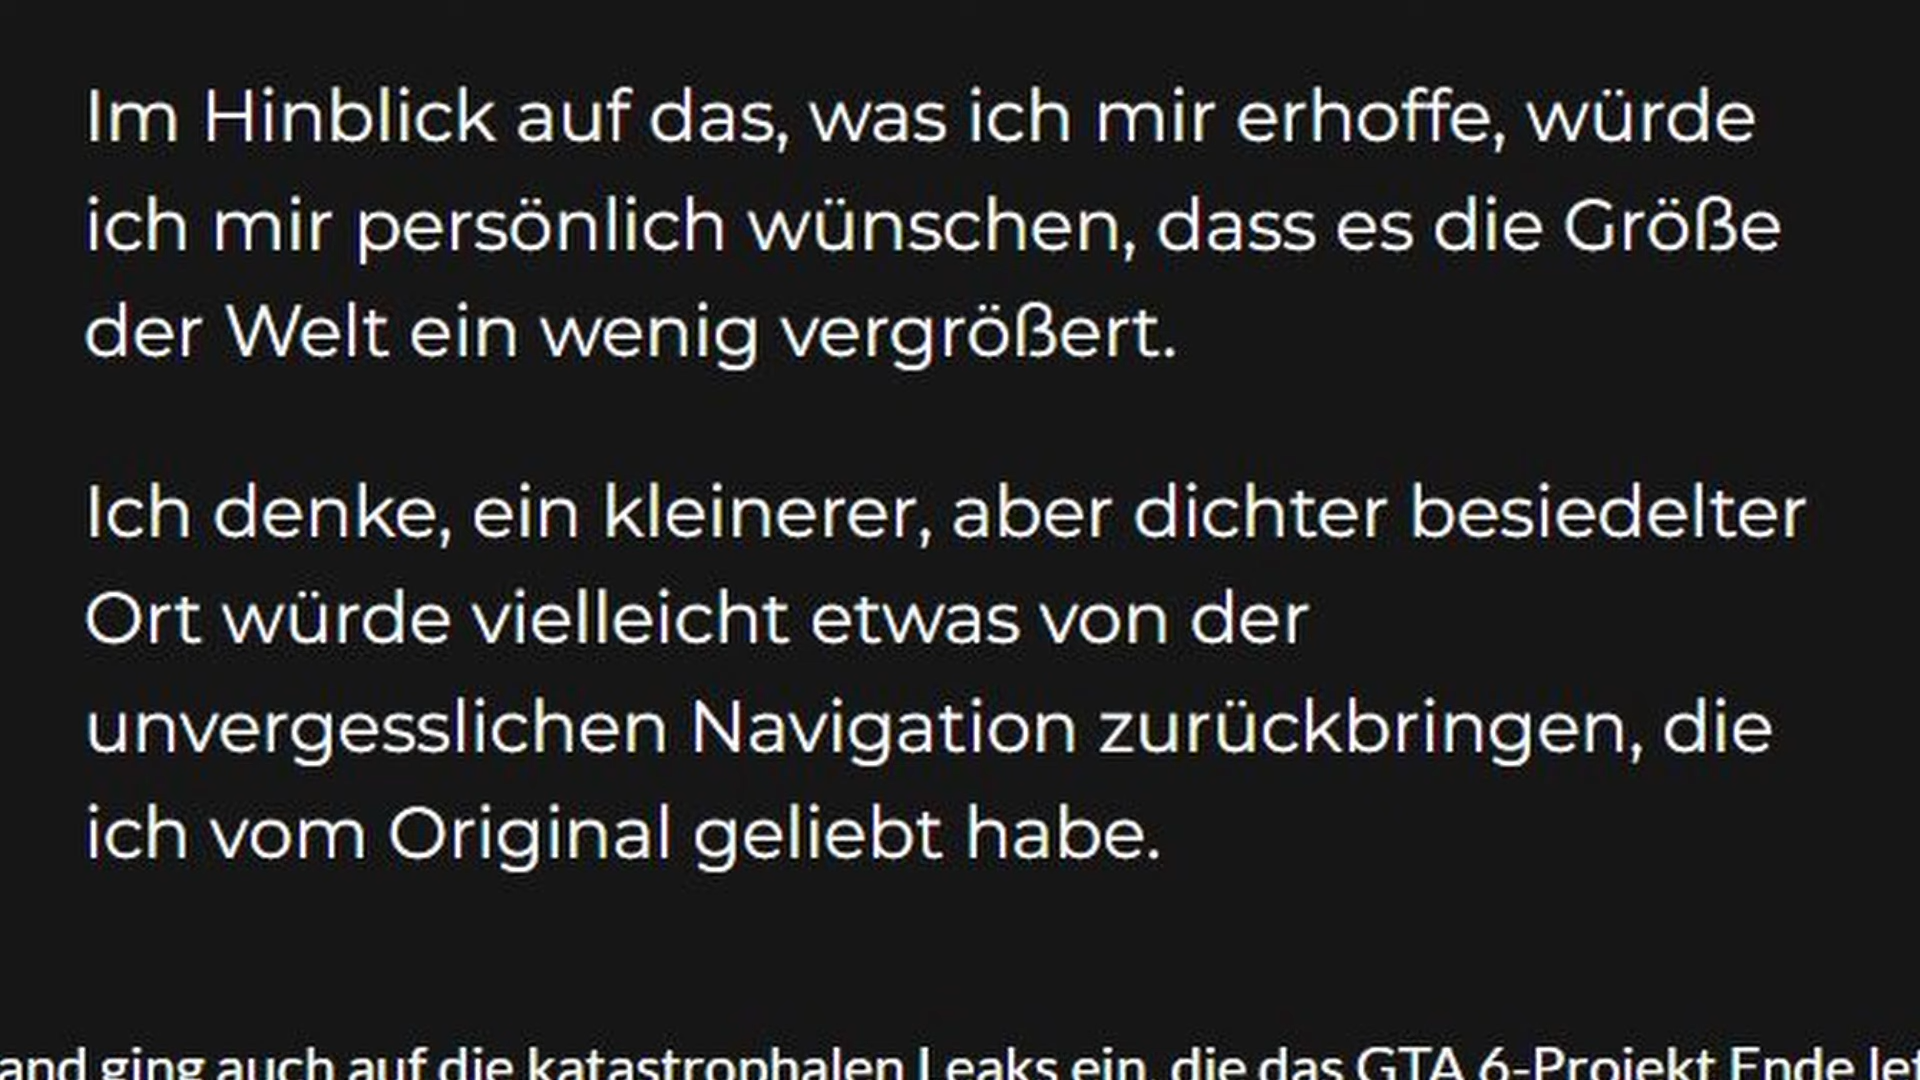 Im Hinblick auf das, was ich mir erhoffe, würde
ich mir persönlich wünschen, dass es die Größe
der Welt ein wenig vergrößert.
Ich denke, ein kleinerer, aber dichter besiedelter
Ort würde vielleicht etwas von der
unvergesslichen Navigation zurückbringen, die
ich vom Original geliebt habe.
and ging auch auf die katastrophalen Leaks ein, die das GTA 6-Projekt Ende